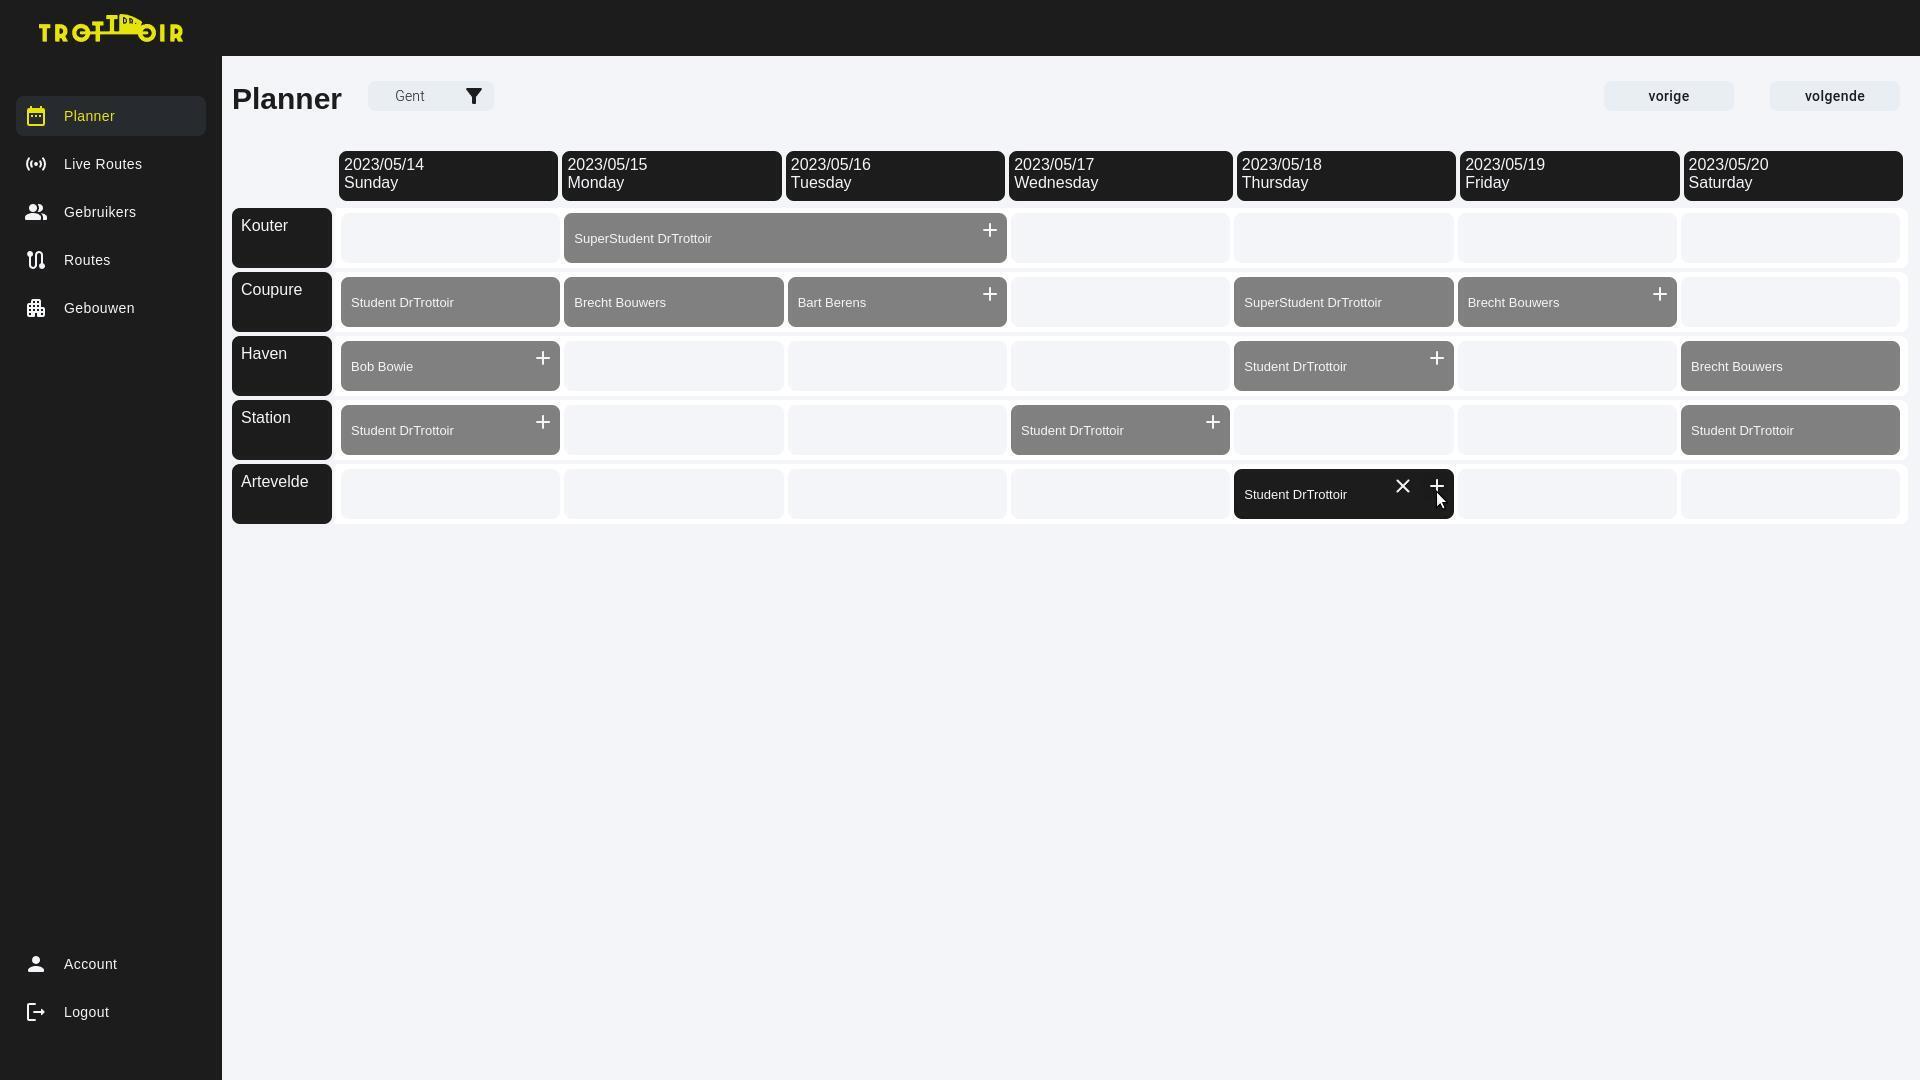 TROTTOIR
DR.
Planner
Live Routes
Gebruikers
Routes
Gebouwen
Account
Logout
Planner
Gent
vorige
volgende
2023/05/14
Sunday
2023/05/15
Monday
2023/05/16
Tuesday
2023/05/17
Wednesday
2023/05/18
Thursday
2023/05/19
Friday
2023/05/20
Saturday
Kouter
SuperStudent DrTrottoir
Coupure
Student DrTrottoir
Brecht Bouwers
Bart Berens
SuperStudent DrTrottoir
Brecht Bouwers
Haven
Bob Bowie
Student DrTrottoir
Brecht Bouwers
Station
Student DrTrottoir
Student DrTrottoir
Student DrTrottoir
Artevelde
Student DrTrottoir